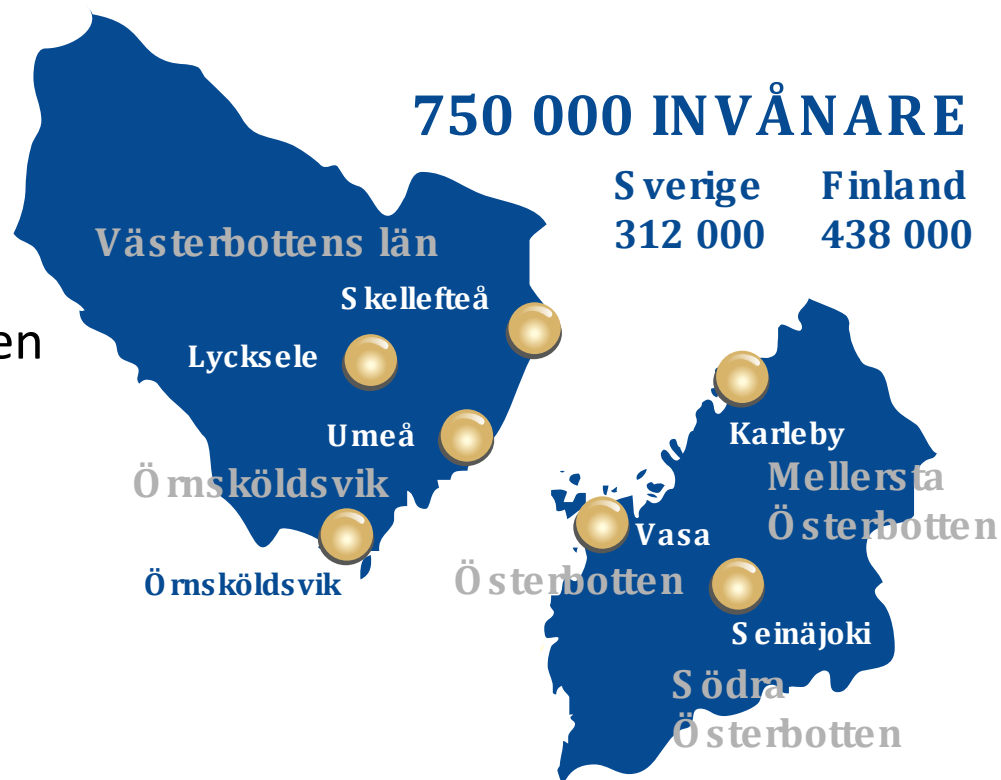 750 000 INVÅNARE
Sverige Finland
312 000 438 000
Västerbottens län
Skellefteå
en
Lycksele
Umeå
Örnsköldsvik
Örnsköldsvik
Karleby
Mellersta
Österbotten
Vasa
Österbotten
Seinäjoki
Södra
Österbotten